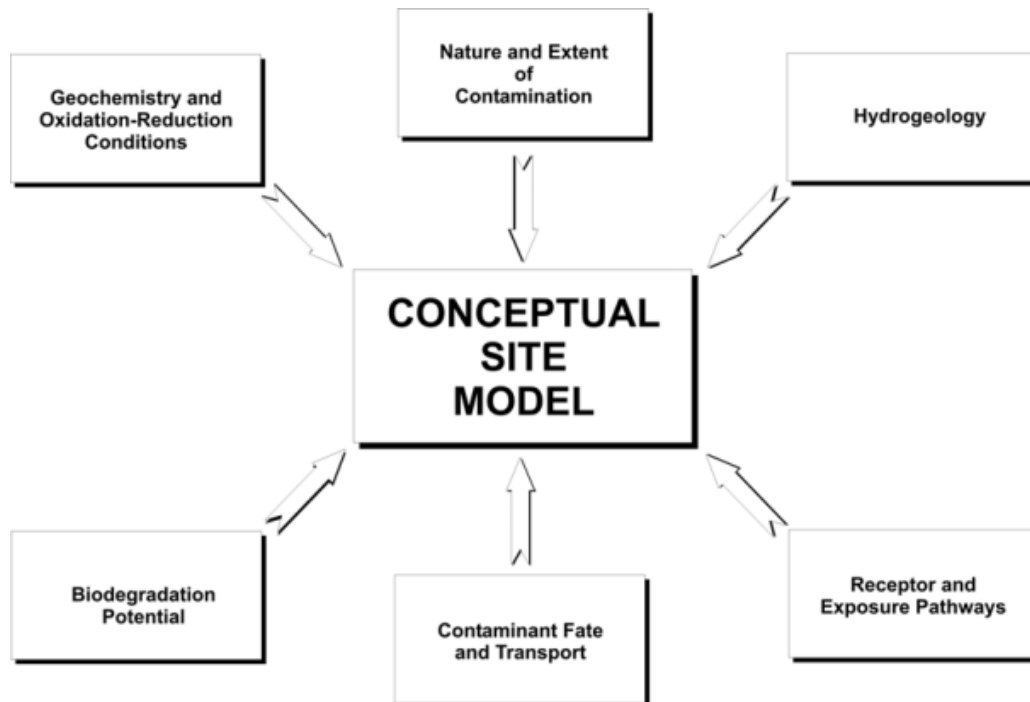 Geochemistry and
Oxidation-Reduction
Conditions
Nature and Extent
of
Contamination
Hydrogeology
CONCEPTUAL
SITE
MODEL
Biodegradation
Potential
Contaminant Fate
and Transport
Receptor and
Exposure Pathways